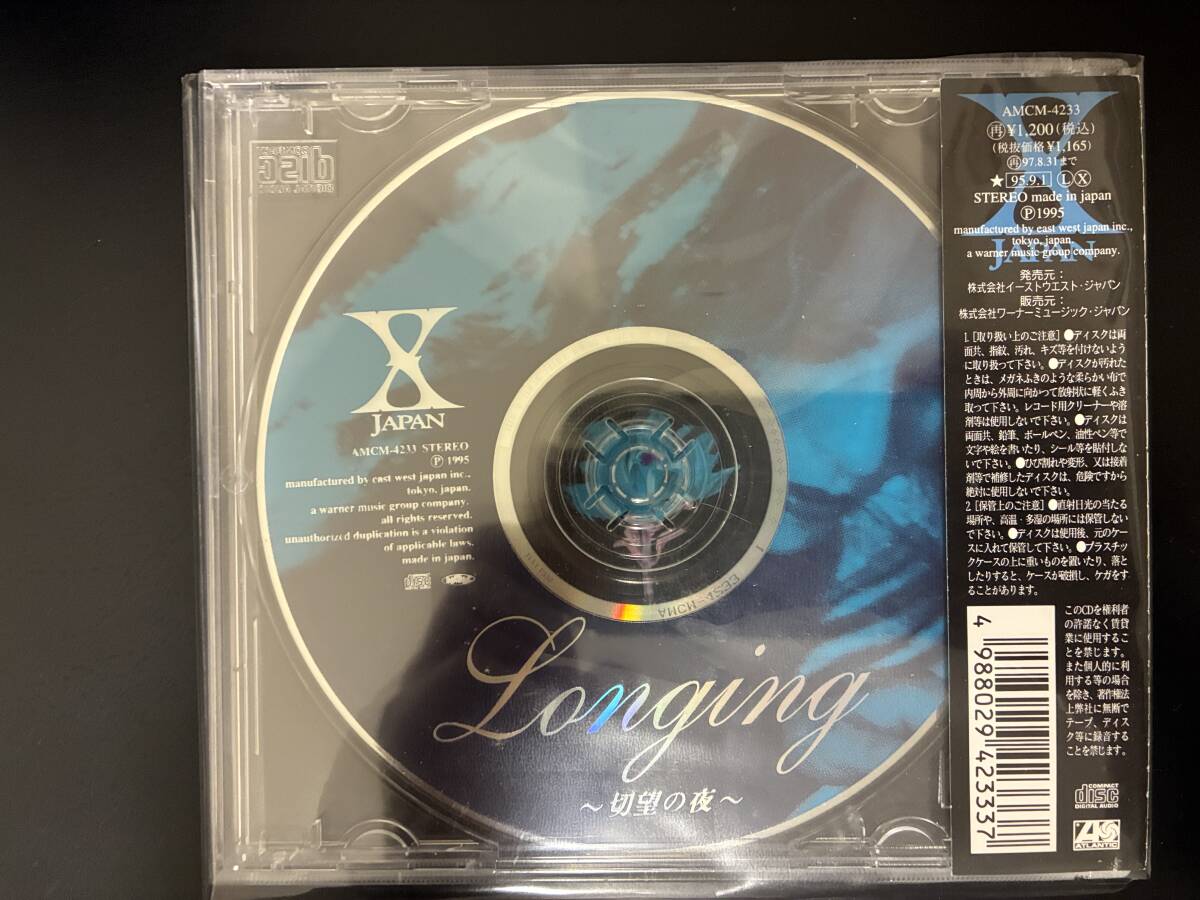 COMPACT
disc
DIGITAL AUDIO
X
JAPAN
AMCM-4233 STEREO
Ⓟ 1995
manufactured by east west japan inc.,
tokyo, japan.
a warner music group company.
all rights reserved.
unauthorized duplication is a violation
of applicable laws.
made in japan.
AMCM-4233
Longing
～切望の夜～
X
JAPAN
AMCM-4233
再¥1,200(税込)
(税抜価格¥1,165)
再97.8.31まで
★95.9.1 Ⓛ Ⓧ
STEREO made in japan
Ⓟ1995
manufactured by east west japan inc.,
tokyo, japan.
a warner music group company.
発売元：
株式会社イーストウエスト・ジャパン
販売元：
株式会社ワーナーミュージック・ジャパン
1.［取り扱い上のご注意］●ディスクは両
面共、指紋、汚れ、キズ等を付けないよう
に取り扱って下さい。●ディスクが汚れた
ときは、メガネふきのような柔らかい布で
内周から外周に向かって放射状に軽くふき
取って下さい。レコード用クリーナーや溶
剤等は使用しないで下さい。●ディスクは
両面共、鉛筆、ボールペン、油性ペン等で
文字や絵を書いたり、シール等を貼付しな
いで下さい。●ひび割れや変形、又は接着
剤等で補修したディスクは、危険ですから
絶対に使用しないで下さい。
2.［保管上のご注意］●直射日光の当たる
場所や、高温・多湿の場所には保管しない
で下さい。●ディスクは使用後、元のケー
スに入れて保管して下さい。●プラスチッ
クケースの上に重いものを置いたり、落と
したりすると、ケースが破損し、ケガをす
ることがあります。
4 988029 423337
このCDを権利者
の許諾なく賃貸
業に使用するこ
とを禁じます。
また個人的に利
用する等の場合
を除き、著作権法
上弊社に無断で
テープ、ディス
ク等に録音する
ことを禁じます。
COMPACT
disc
DIGITAL AUDIO
ATLANTIC